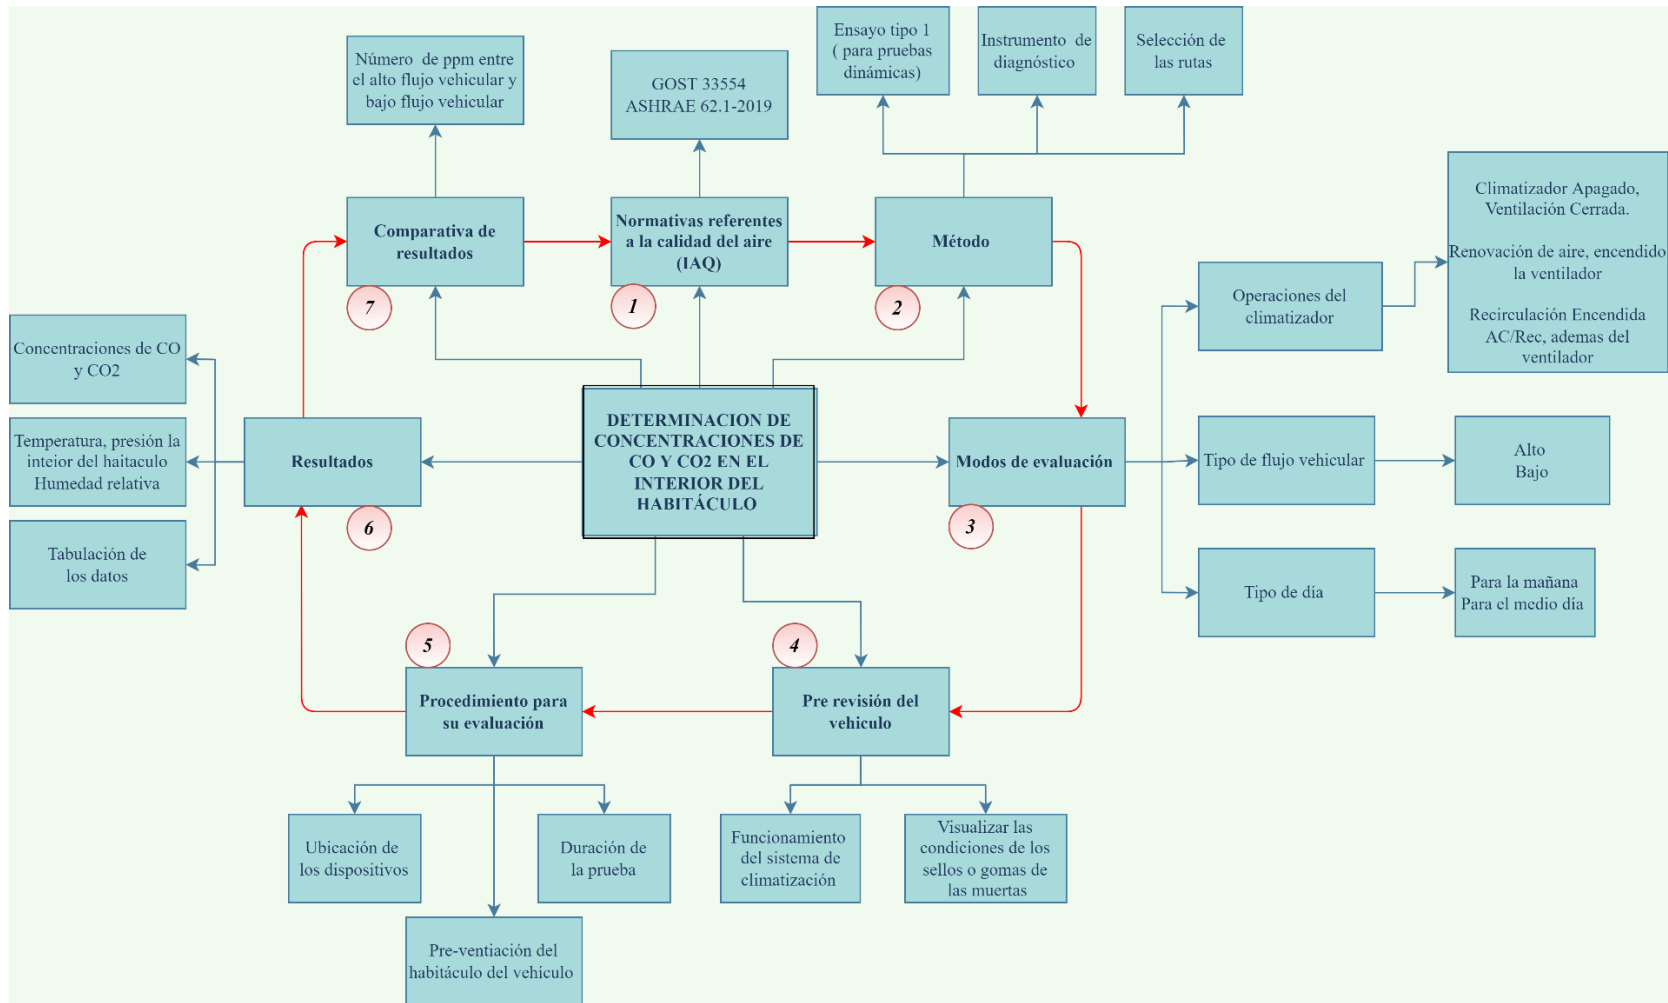 Ensayo tipo 1
( para pruebas
dinámicas)
Instrumento de
diagnóstico
Selección de
las rutas
Número de ppm entre
el alto flujo vehicular y
bajo flujo vehicular
GOST 33554
ASHRAE 62.1-2019
Climatizador Apagado,
Ventilación Cerrada.
Renovación de aire, encendido
la ventilador
Recirculación Encendida
AC/Rec, ademas del
ventilador
Comparativa de
resultados
7
Normativas referentes
a la calidad del aire
(IAQ)
1
Método
2
Operaciones del
climatizador
Concentraciones de CO
y CO2
Temperatura, presión la
inteior del haitaculo
Humedad relativa
Tabulación de
los datos
Resultados
6
DETERMINACION DE
CONCENTRACIONES DE
CO Y CO2 EN EL
INTERIOR DEL
HABITÁCULO
Modos de evaluación
3
Tipo de flujo vehicular
Alto
Bajo
Tipo de día
Para la mañana
Para el medio día
5
Procedimiento para
su evaluación
4
Pre revisión del
vehiculo
Ubicación de
los dispositivos
Duración de
la prueba
Pre-ventiación del
habitáculo del vehículo
Funcionamiento
del sistema de
climatización
Visualizar las
condiciones de los
sellos o gomas de
las muertas